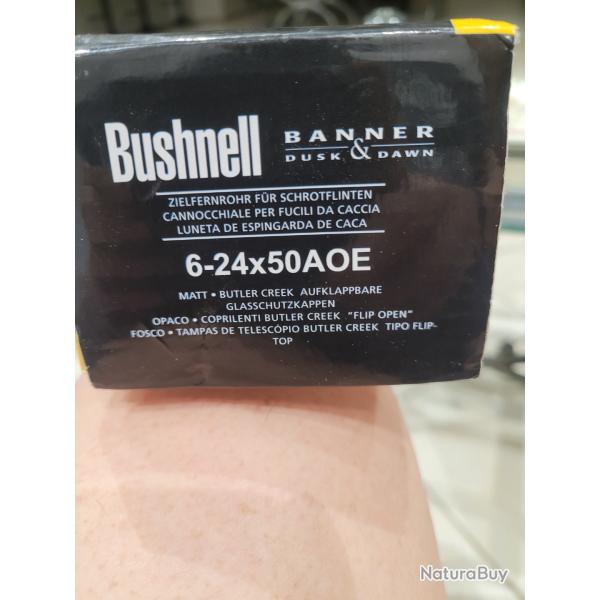 Bushnell BANNER
DUSK & DAWN
ZIELFERNROHR FÜR SCHROTFLINTEN
CANNOCCHIALE PER FUCILI DA CACCIA
LUNETA DE ESPINGARDA DE CACA
6-24x50AOE
MATT • BUTLER CREEK AUFKLAPPBARE
GLASSCHUTZKAPPEN
OPACO • COPRILENTI BUTLER CREEK "FLIP OPEN"
FOSCO • TAMPAS DE TELESCÓPIO BUTLER CREEK TIPO FLIP-
TOP
NaturaBuy